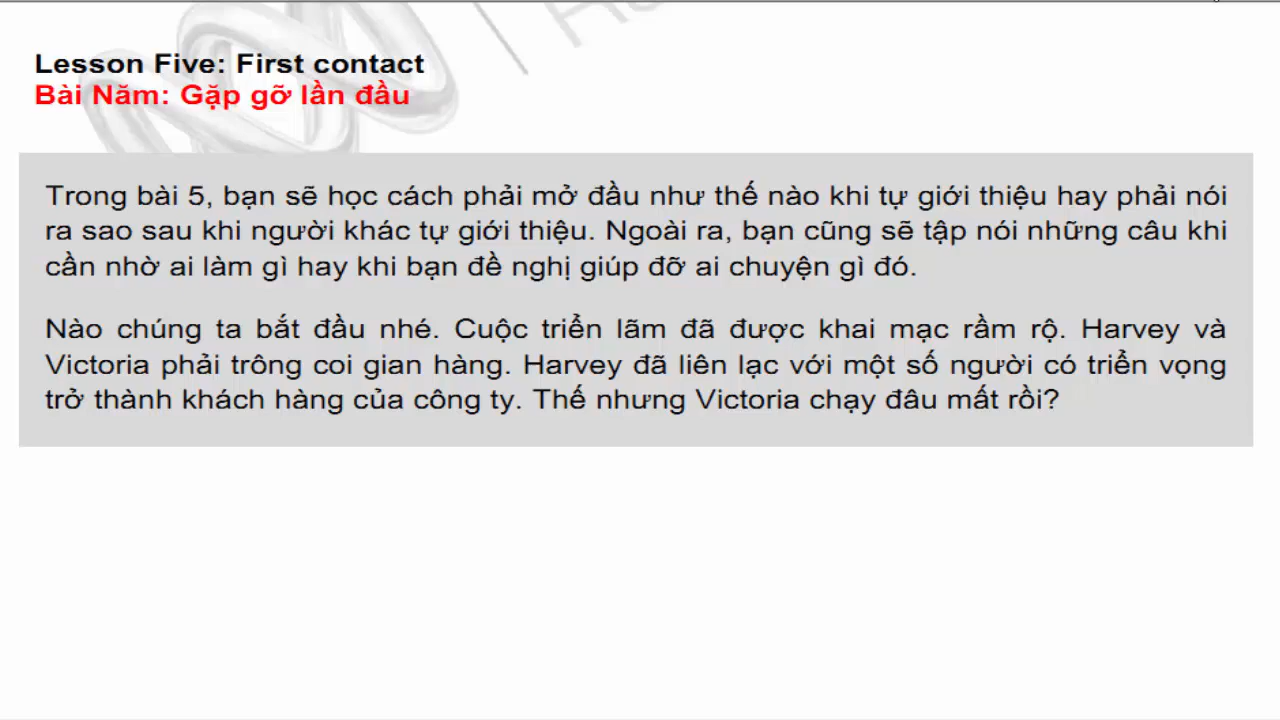 Lesson Five: First contact
Bài Năm: Gặp gỡ lần đầu
Trong bài 5, bạn sẽ học cách phải mở đầu như thế nào khi tự giới thiệu hay phải nói
ra sao sau khi người khác tự giới thiệu. Ngoài ra, bạn cũng sẽ tập nói những câu khi
cần nhờ ai làm gì hay khi bạn đề nghị giúp đỡ ai chuyện gì đó.
Nào chúng ta bắt đầu nhé. Cuộc triển lãm đã được khai mạc rầm rộ. Harvey và
Victoria phải trông coi gian hàng. Harvey đã liên lạc với một số người có triển vọng
trở thành khách hàng của công ty. Thế nhưng Victoria chạy đâu mất rồi?